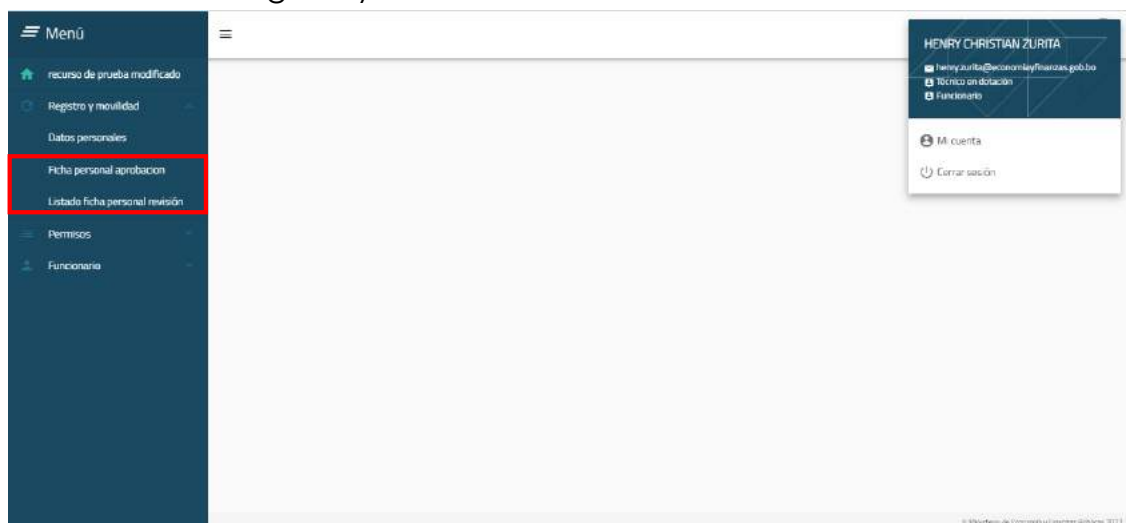 Menú
recurso de prueba modificado
Registro y movilidad
Datos personales
Ficha personal aprobacion
Listado ficha personal revisión
Permisos
Funcionario
HENRY CHRISTIAN ZURITA
henry.zurita@economiayfinanzas.gob.bo
Técnico en dotación
Funcionario
Mi cuenta
Cerrar sesión